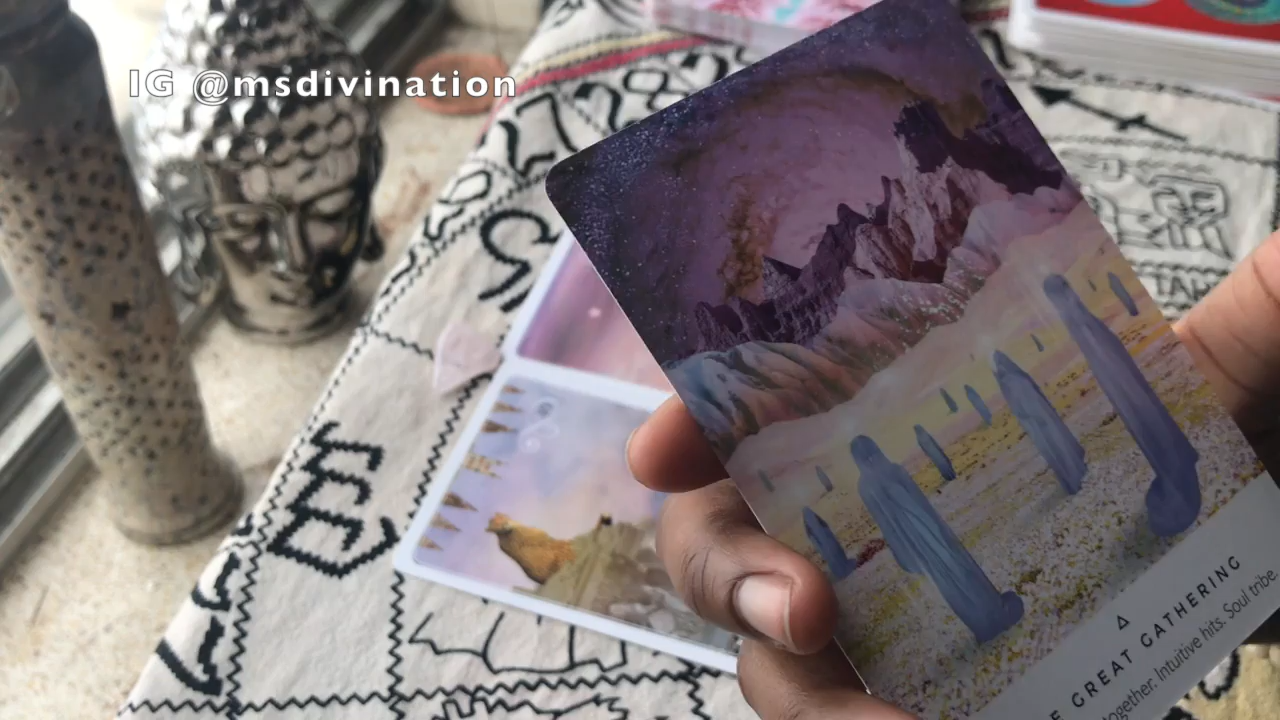 IG @msdivination
GREAT GATHERING
together. Intuitive hits. Soul tribe.